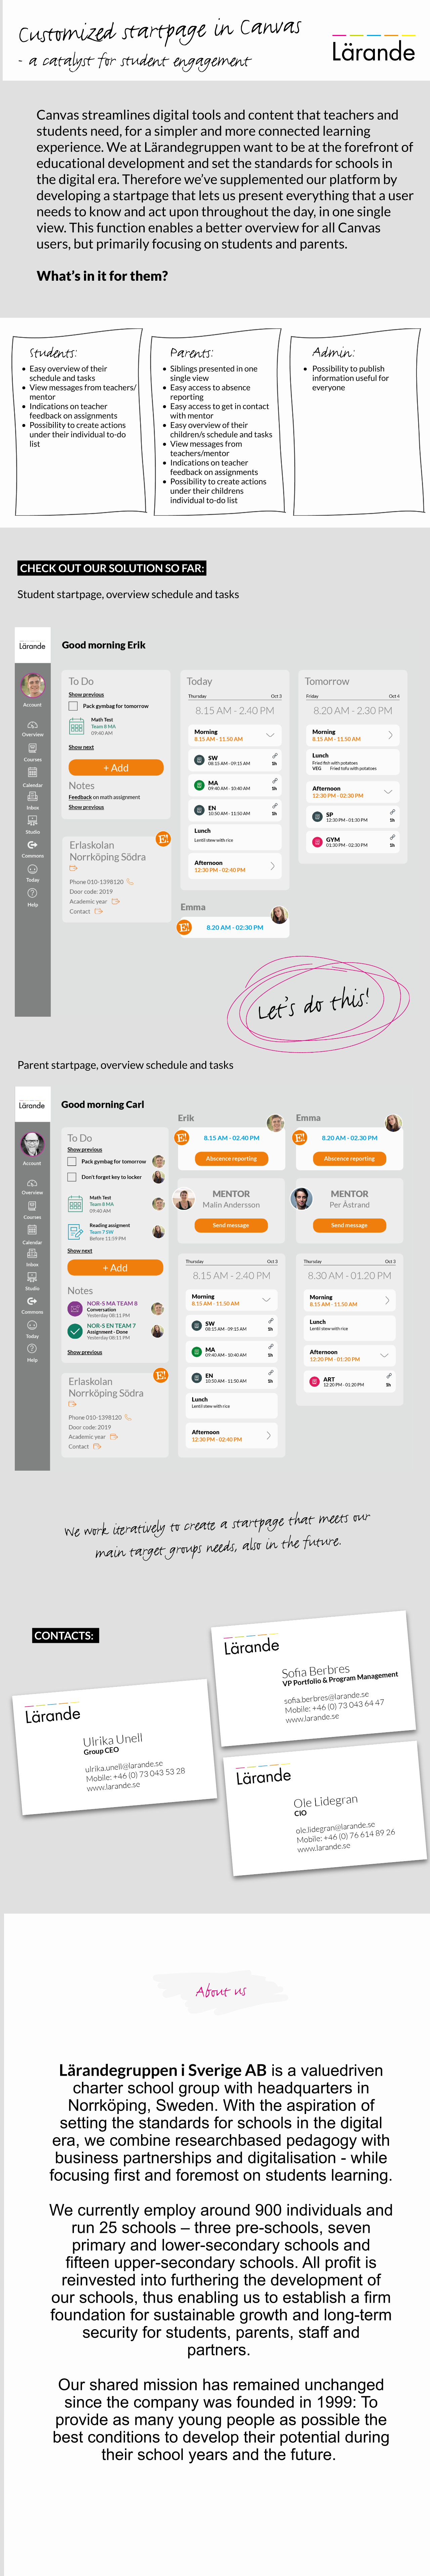 Customized startpage in Canvas
- a catalyst for student engagement
Lärande
Canvas streamlines digital tools and content that teachers and
students need, for a simpler and more connected learning
experience. We at Lärandegruppen want to be at the forefront of
educational development and set the standards for schools in
the digital era. Therefore we've supplemented our platform by
developing a startpage that lets us present everything that a user
needs to know and act upon throughout the day, in one single
view. This function enables a better overview for all Canvas
users, but primarily focusing on students and parents.
What's in it for them?
Students:
• Easy overview of their
schedule and tasks
• View messages from teachers/
mentor
• Indications on teacher
feedback on assignments
• Possibility to create actions
under their individual to-do
list
Parents:
• Siblings presented in one
single view
• Easy access to absence
reporting
• Easy access to get in contact
with mentor
• Easy overview of their
children/s schedule and tasks
• View messages from
teachers/mentor
• Indications on teacher
feedback on assignments
• Possibility to create actions
under their childrens
individual to-do list
Admin:
• Possibility to publish
information useful for
everyone
CHECK OUT OUR SOLUTION SO FAR:
Student startpage, overview schedule and tasks
Lärande
Account
Overview
Courses
Calendar
Inbox
Studio
Commons
Today
Help
Good morning Erik
To Do
Show previous
Pack gymbag for tomorrow
Math Test
Team 8 MA
09:40 AM
Show next
+ Add
Notes
Feedback on math assignment
Show previous
E!
Erlaskolan
Norrköping Södra
Phone 010-1398120
Door code: 2019
Academic year
Contact
Today
Thursday Oct 3
8.15 AM - 2.40 PM
Morning
8.15 AM - 11.50 AM
SW
08:15 AM - 09:15 AM 1h
MA
09:40 AM - 10:40 AM 1h
EN
10:50 AM - 11:50 AM 1h
Lunch
Lentil stew with rice
Afternoon
12:30 PM - 02:40 PM
Emma
E! 8.20 AM - 02:30 PM
Tomorrow
Friday Oct 4
8.20 AM - 2.30 PM
Morning
8.15 AM - 11.50 AM
Lunch
Fried fish with potatoes
VEG Fried tofu with potatoes
Afternoon
12:30 PM - 02:30 PM
SP
12:30 PM - 01:30 PM 1h
GYM
01:30 PM - 02:30 PM 1h
Let's do this!
Parent startpage, overview schedule and tasks
Lärande
Account
Overview
Courses
Calendar
Inbox
Studio
Commons
Today
Help
Good morning Carl
To Do
Show previous
Pack gymbag for tomorrow
Don't forget key to locker
Math Test
Team 8 MA
09:40 AM
Reading assigment
Team 7 SW
Before 11:59 PM
Show next
+ Add
Notes
NOR-S MA TEAM 8
Conversation
Yesterday 08:11 PM
NOR-S EN TEAM 7
Assignment - Done
Yesterday 08:11 PM
Show previous
E!
Erlaskolan
Norrköping Södra
Phone 010-1398120
Door code: 2019
Academic year
Contact
Erik
E! 8.15 AM - 02.40 PM
Abscence reporting
MENTOR
Malin Andersson
Send message
Thursday Oct 3
8.15 AM - 2.40 PM
Morning
8.15 AM - 11.50 AM
SW
08:15 AM - 09:15 AM 1h
MA
09:40 AM - 10:40 AM 1h
EN
10:50 AM - 11:50 AM 1h
Lunch
Lentil stew with rice
Afternoon
12:30 PM - 02:40 PM
Emma
E! 8.20 AM - 02:30 PM
Abscence reporting
MENTOR
Per Åstrand
Send message
Thursday Oct 3
8.30 AM - 01.20 PM
Morning
8.15 AM - 11.50 AM
Lunch
Lentil stew with rice
Afternoon
12:20 PM - 01:20 PM
ART
12:20 PM - 01:20 PM 1h
We work iteratively to create a startpage that meets our
main target groups needs, also in the future.
CONTACTS:
Lärande
Sofia Berbres
VP Portfolio & Program Management
sofia.berbres@larande.se
Mobile: +46 (0) 73 043 64 47
www.larande.se
Lärande
Ulrika Unell
Group CEO
ulrika.unell@larande.se
Mobile: +46 (0) 73 043 53 28
www.larande.se
Lärande
Ole Lidegran
CIO
ole.lidegran@larande.se
Mobile: +46 (0) 76 614 89 26
www.larande.se
About us
Lärandegruppen i Sverige AB is a valuedriven
charter school group with headquarters in
Norrköping, Sweden. With the aspiration of
setting the standards for schools in the digital
era, we combine researchbased pedagogy with
business partnerships and digitalisation - while
focusing first and foremost on students learning.
We currently employ around 900 individuals and
run 25 schools – three pre-schools, seven
primary and lower-secondary schools and
fifteen upper-secondary schools. All profit is
reinvested into furthering the development of
our schools, thus enabling us to establish a firm
foundation for sustainable growth and long-term
security for students, parents, staff and
partners.
Our shared mission has remained unchanged
since the company was founded in 1999: To
provide as many young people as possible the
best conditions to develop their potential during
their school years and the future.